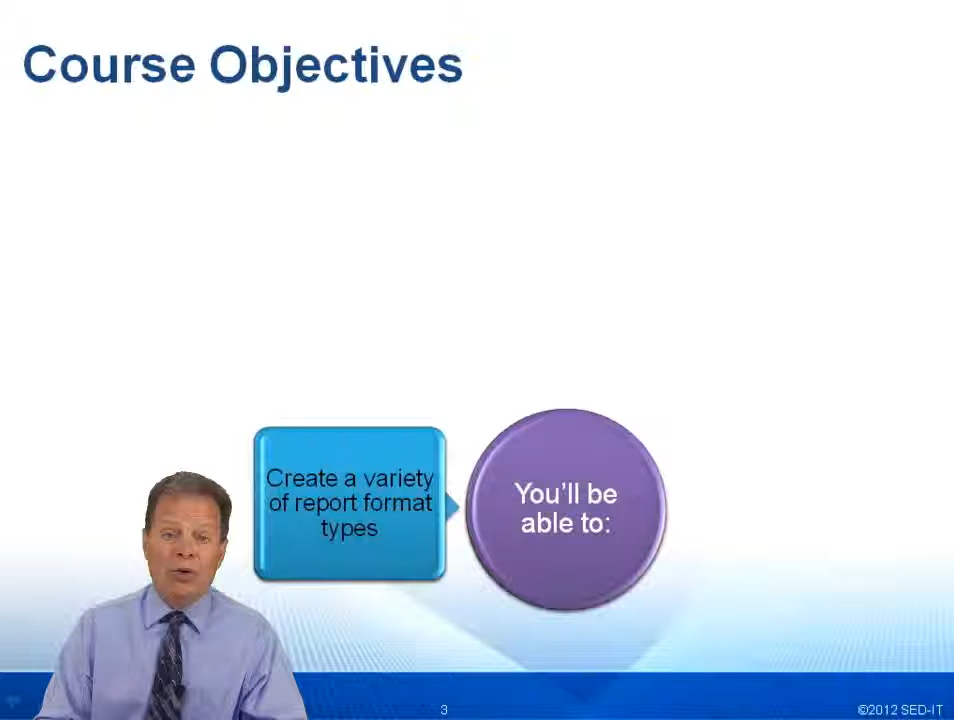 Course Objectives
Create a variety
of report format
types
You'll be
able to:
3
©2012 SED-IT